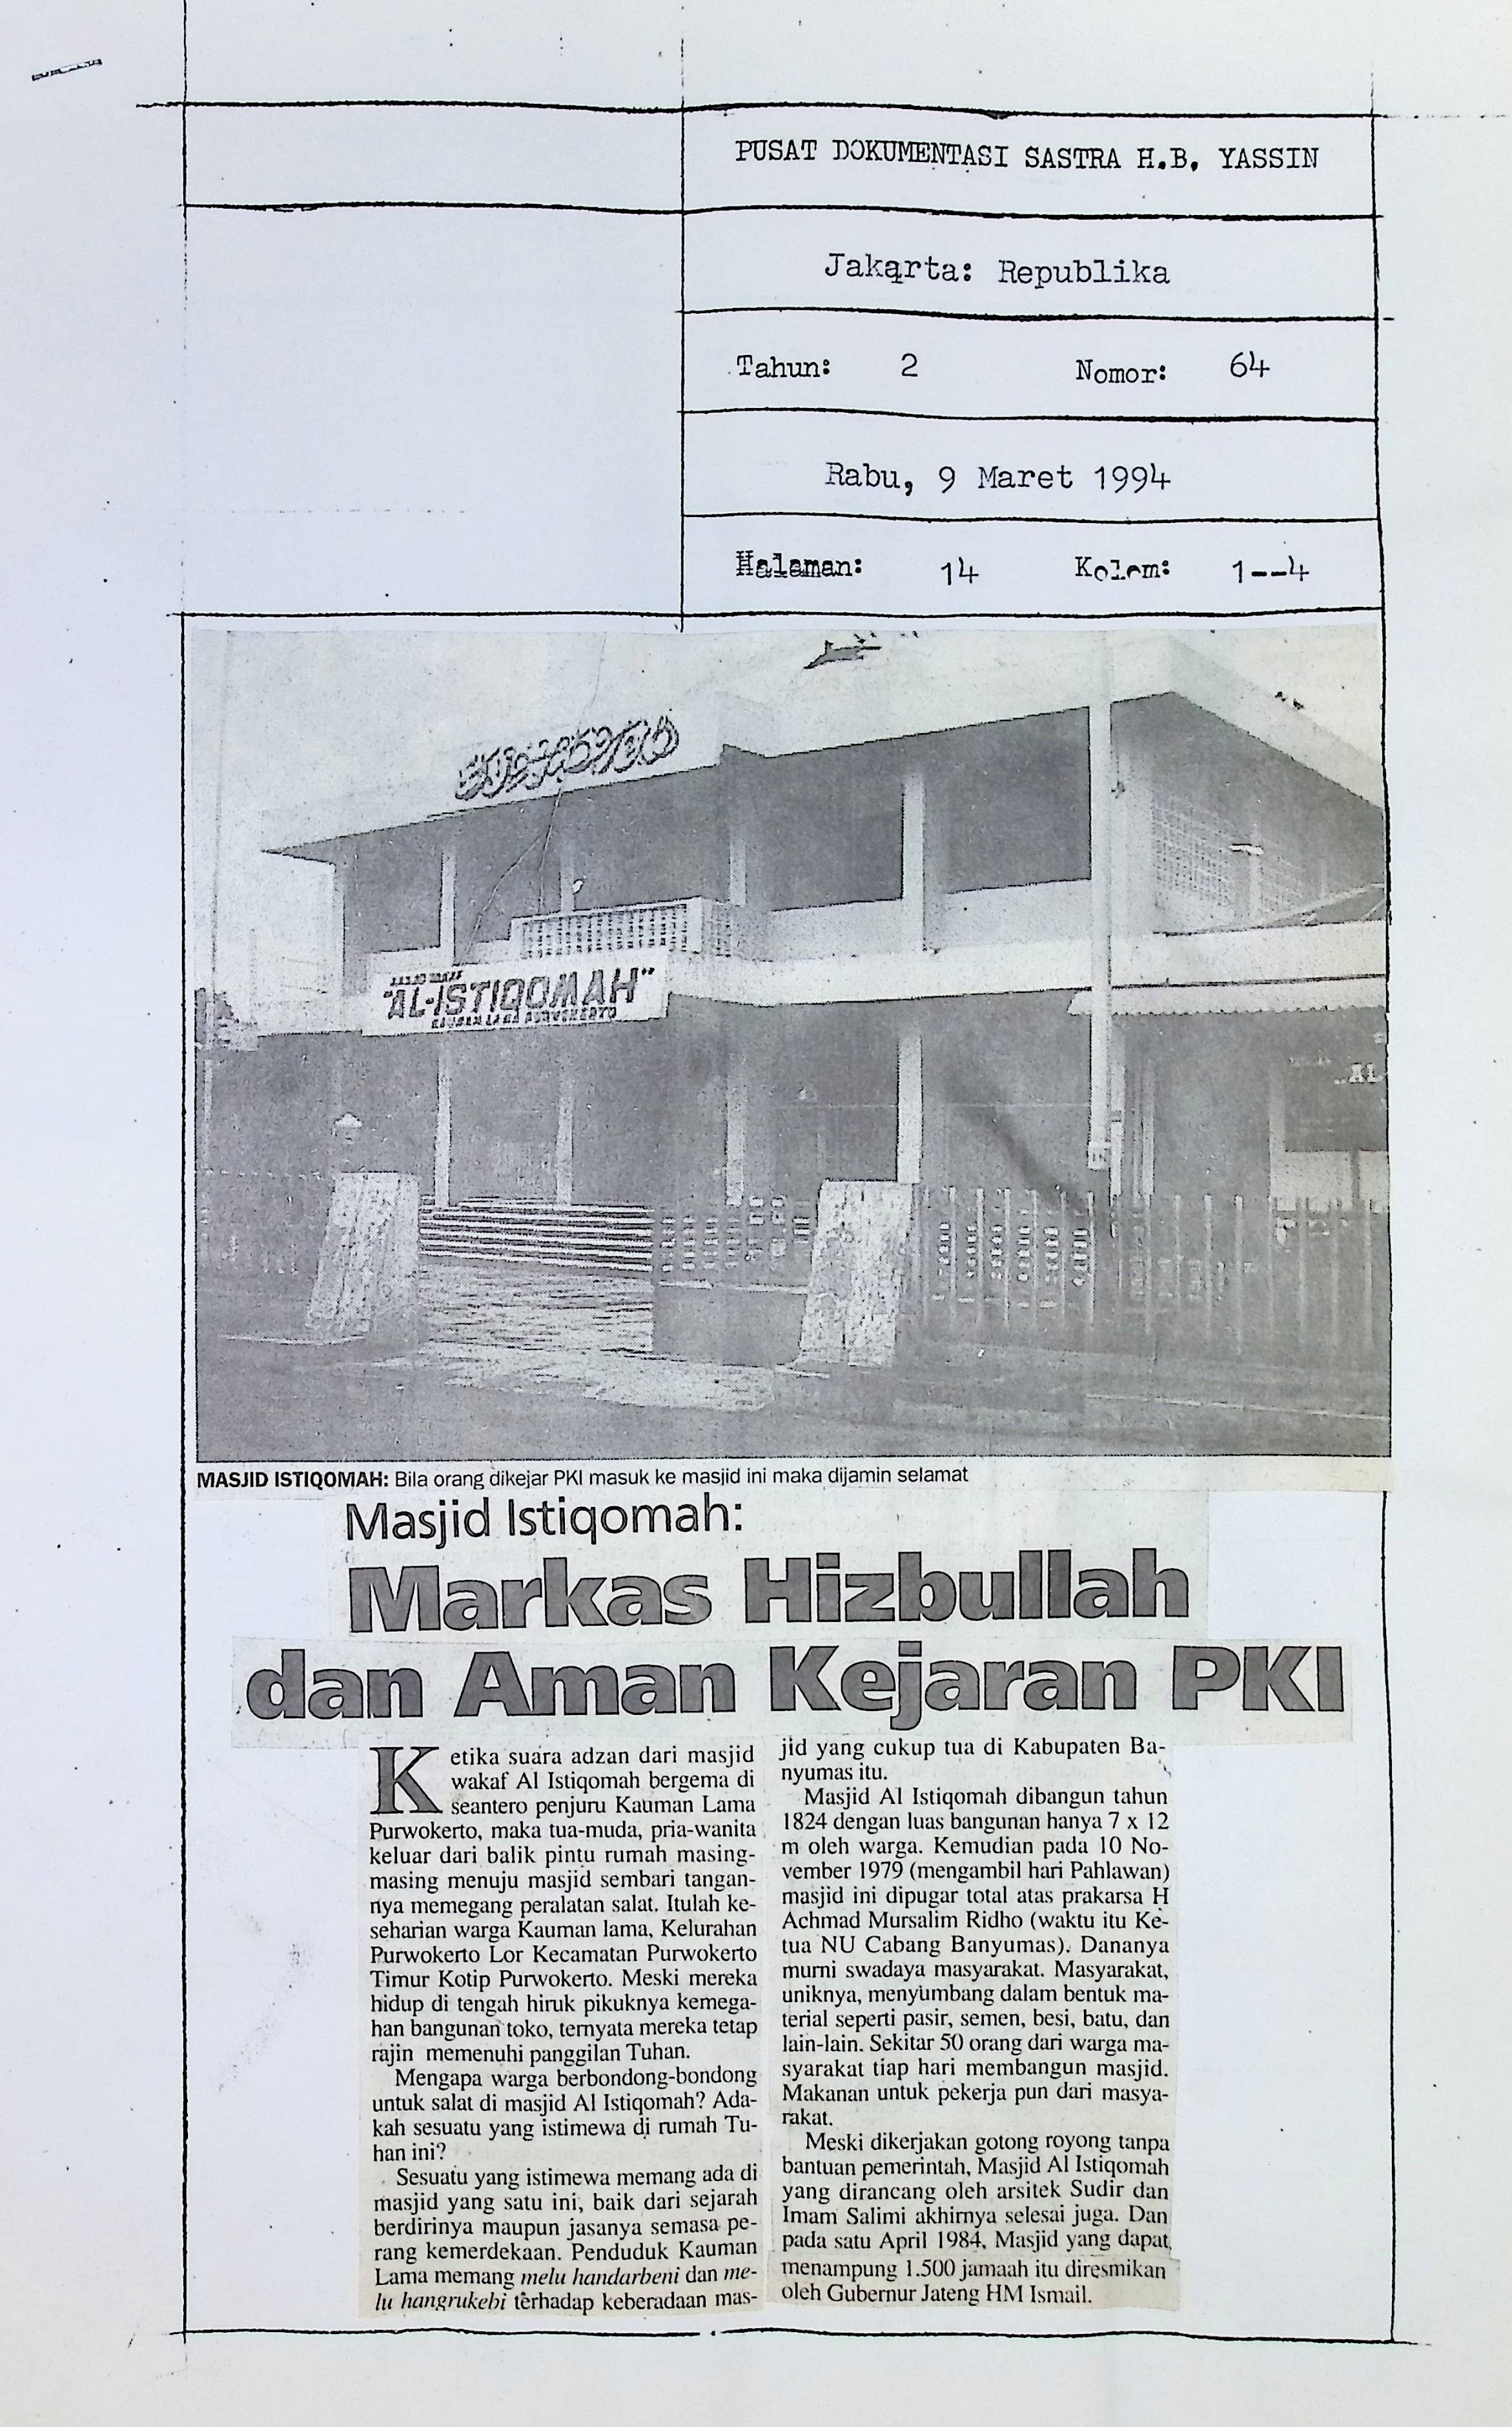 PUSAT DOKUMENTASI SASTRA H.B. YASSIN
Jakarta: Republika
Tahun: 2 Nomor: 64
Rabu, 9 Maret 1994
Halaman: 14 Kolom: 1--4
"AL-ISTIQOMAH"
KAUMAN LAMA PURWOKERTO
MASJID ISTIQOMAH: Bila orang dikejar PKI masuk ke masjid ini maka dijamin selamat
Masjid Istiqomah:
Markas Hizbullah
dan Aman Kejaran PKI
Ketika suara adzan dari masjid
wakaf Al Istiqomah bergema di
seantero penjuru Kauman Lama
Purwokerto, maka tua-muda, pria-wanita
keluar dari balik pintu rumah masing-
masing menuju masjid sembari tangan-
nya memegang peralatan salat. Itulah ke-
seharian warga Kauman lama, Kelurahan
Purwokerto Lor Kecamatan Purwokerto
Timur Kotip Purwokerto. Meski mereka
hidup di tengah hiruk pikuknya kemega-
han bangunan toko, ternyata mereka tetap
rajin memenuhi panggilan Tuhan.
Mengapa warga berbondong-bondong
untuk salat di masjid Al Istiqomah? Ada-
kah sesuatu yang istimewa di rumah Tu-
han ini?
Sesuatu yang istimewa memang ada di
masjid yang satu ini, baik dari sejarah
berdirinya maupun jasanya semasa pe-
rang kemerdekaan. Penduduk Kauman
Lama memang melu handarbeni dan me-
lu hangrukebi terhadap keberadaan mas-
jid yang cukup tua di Kabupaten Ba-
nyumas itu.
Masjid Al Istiqomah dibangun tahun
1824 dengan luas bangunan hanya 7 x 12
m oleh warga. Kemudian pada 10 No-
vember 1979 (mengambil hari Pahlawan)
masjid ini dipugar total atas prakarsa H
Achmad Mursalim Ridho (waktu itu Ke-
tua NU Cabang Banyumas). Dananya
murni swadaya masyarakat. Masyarakat,
uniknya, menyumbang dalam bentuk ma-
terial seperti pasir, semen, besi, batu, dan
lain-lain. Sekitar 50 orang dari warga ma-
syarakat tiap hari membangun masjid.
Makanan untuk pekerja pun dari masya-
rakat.
Meski dikerjakan gotong royong tanpa
bantuan pemerintah, Masjid Al Istiqomah
yang dirancang oleh arsitek Sudir dan
Imam Salimi akhirnya selesai juga. Dan
pada satu April 1984, Masjid yang dapat
menampung 1.500 jamaah itu diresmikan
oleh Gubernur Jateng HM Ismail.